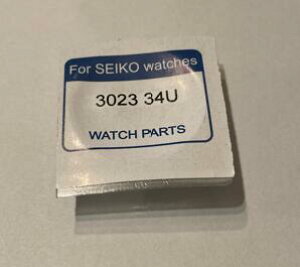 For SEIKO watches
3023 34U
WATCH PARTS